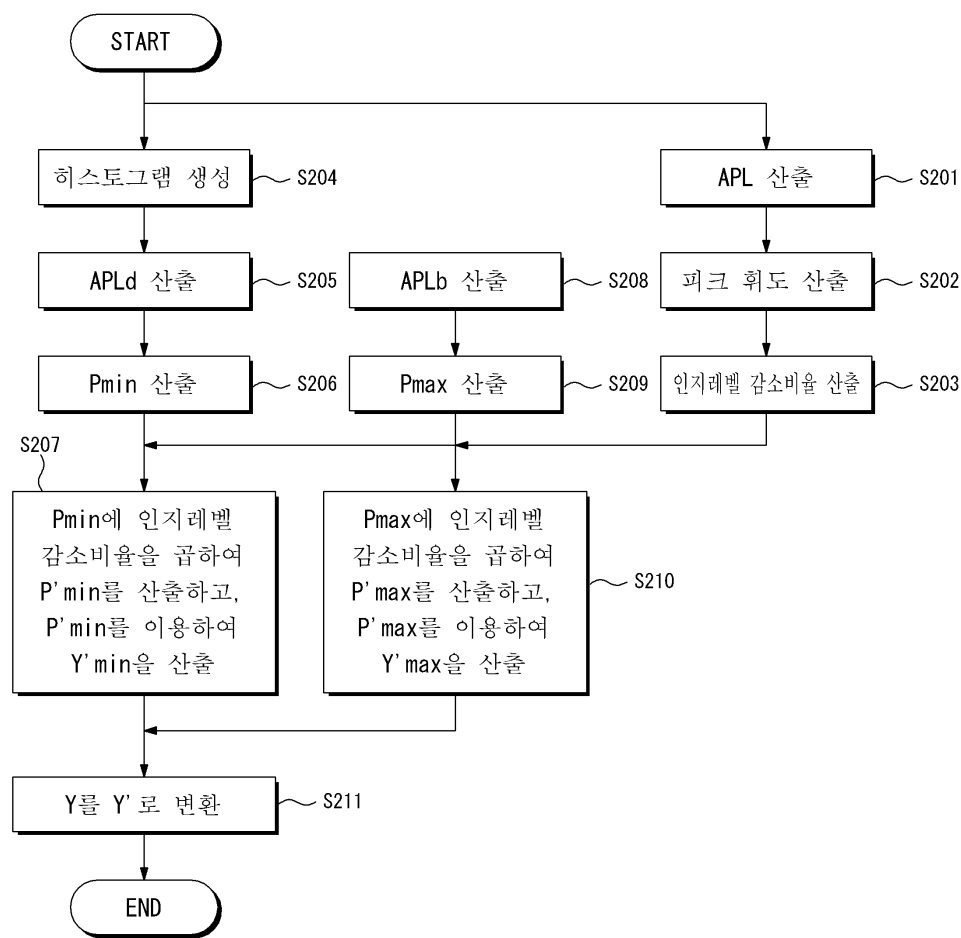 START
히스토그램 생성
S204
APL 산출
S201
APLd 산출
S205
APLb 산출
S208
피크 휘도 산출
S202
Pmin 산출
S206
Pmax 산출
S209
인지레벨 감소비율 산출
S203
S207
Pmin에 인지레벨
감소비율을 곱하여
P'min를 산출하고,
P'min를 이용하여
Y'min을 산출
Pmax에 인지레벨
감소비율을 곱하여
P'max를 산출하고,
P'max를 이용하여
Y'max을 산출
S210
Y를 Y'로 변환
S211
END